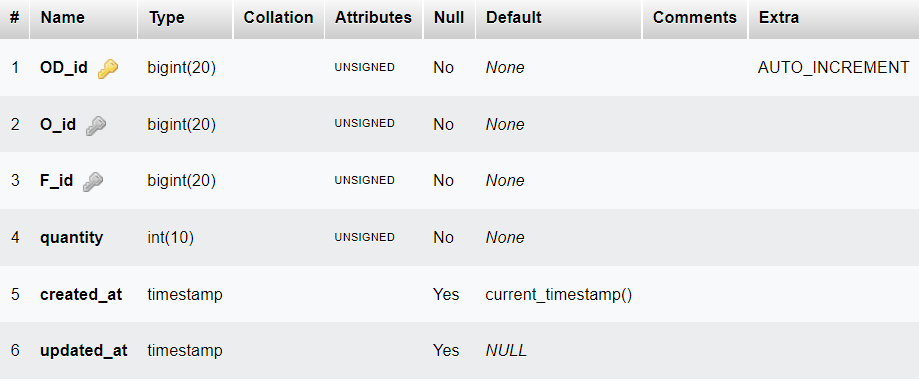 # Name Type Collation Attributes Null Default Comments Extra
1 OD_id bigint(20) UNSIGNED No None AUTO_INCREMENT
2 O_id bigint(20) UNSIGNED No None
3 F_id bigint(20) UNSIGNED No None
4 quantity int(10) UNSIGNED No None
5 created_at timestamp Yes current_timestamp()
6 updated_at timestamp Yes NULL